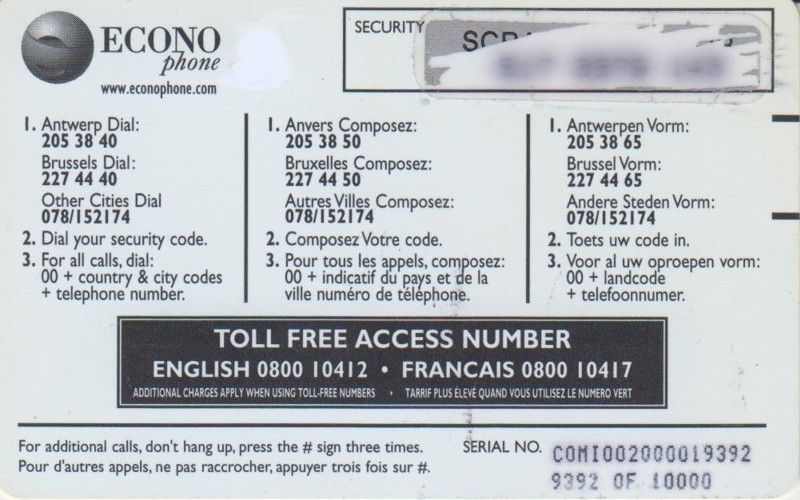 ECONO
phone
www.econophone.com
SECURITY
1. Antwerp Dial:
205 38 40
Brussels Dial:
227 44 40
Other Cities Dial
078/152174
2. Dial your security code.
3. For all calls, dial:
00 + country & city codes
+ telephone number.
1. Anvers Composez:
205 38 50
Bruxelles Composez:
227 44 50
Autres Villes Composez:
078/152174
2. Composez Votre code.
3. Pour tous les appels, composez:
00 + indicatif du pays et de la
ville numéro de téléphone.
1. Antwerpen Vorm:
205 38 65
Brussel Vorm:
227 44 65
Andere Steden Vorm:
078/152174
2. Toets uw code in.
3. Voor al uw oproepen vorm:
00 + landcode
+ telefoonnumer.
TOLL FREE ACCESS NUMBER
ENGLISH 0800 10412 • FRANCAIS 0800 10417
ADDITIONAL CHARGES APPLY WHEN USING TOLL-FREE NUMBERS • TARRIF PLUS ÉLEVÉ QUAND VOUS UTILISEZ LE NUMERO VERT
For additional calls, don't hang up, press the # sign three times.
Pour d'autres appels, ne pas raccrocher, appuyer trois fois sur #.
SERIAL NO. COMI002000019392
9392 OF 10000